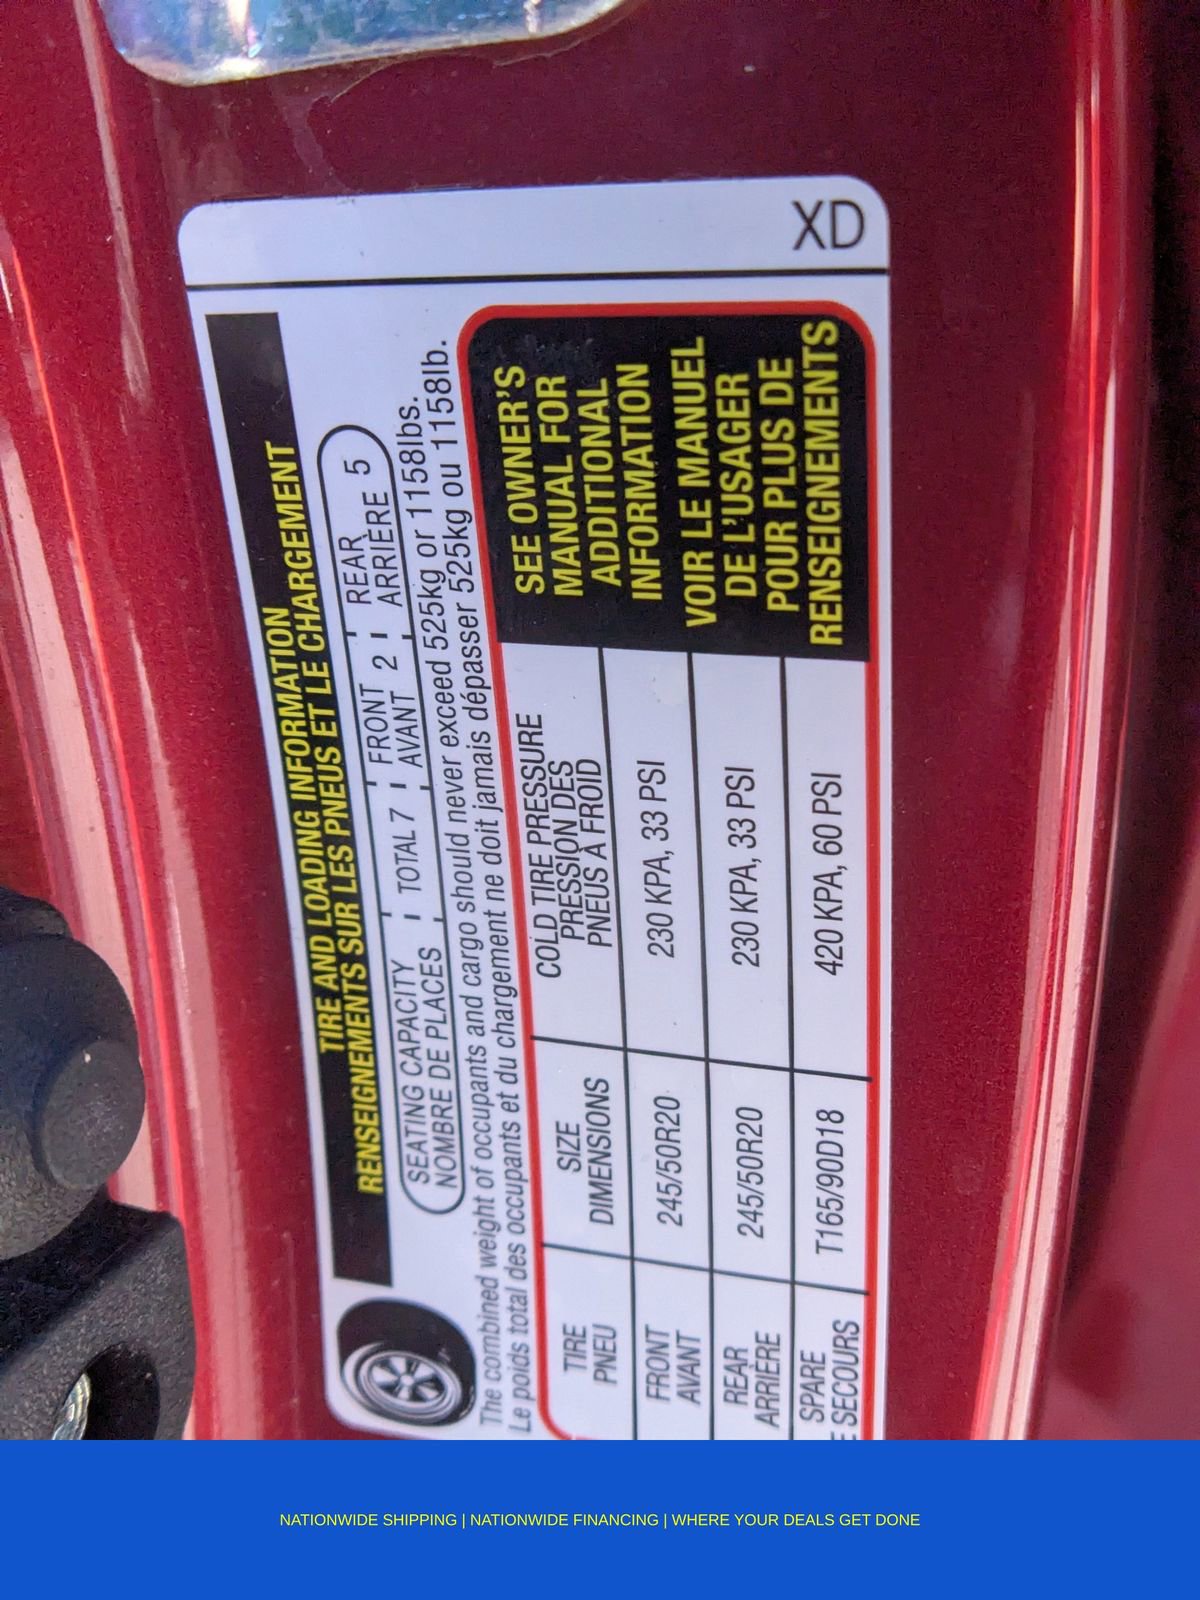 XD
TIRE AND LOADING INFORMATION
RENSEIGNEMENTS SUR LES PNEUS ET LE CHARGEMENT
SEATING CAPACITY TOTAL 7 FRONT 2 REAR 5
NOMBRE DE PLACES AVANT ARRIÈRE
The combined weight of occupants and cargo should never exceed 525kg or 1158lbs.
Le poids total des occupants et du chargement ne doit jamais dépasser 525kg ou 1158lb.
TIRE SIZE COLD TIRE PRESSURE
PNEU DIMENSIONS PRESSION DES
PNEUS À FROID
FRONT 245/50R20 230 KPA, 33 PSI
AVANT
REAR 245/50R20 230 KPA, 33 PSI
ARRIÈRE
SPARE T165/90D18 420 KPA, 60 PSI
SECOURS
SEE OWNER'S
MANUAL FOR
ADDITIONAL
INFORMATION
VOIR LE MANUEL
DE L'USAGER
POUR PLUS DE
RENSEIGNEMENTS
NATIONWIDE SHIPPING | NATIONWIDE FINANCING | WHERE YOUR DEALS GET DONE